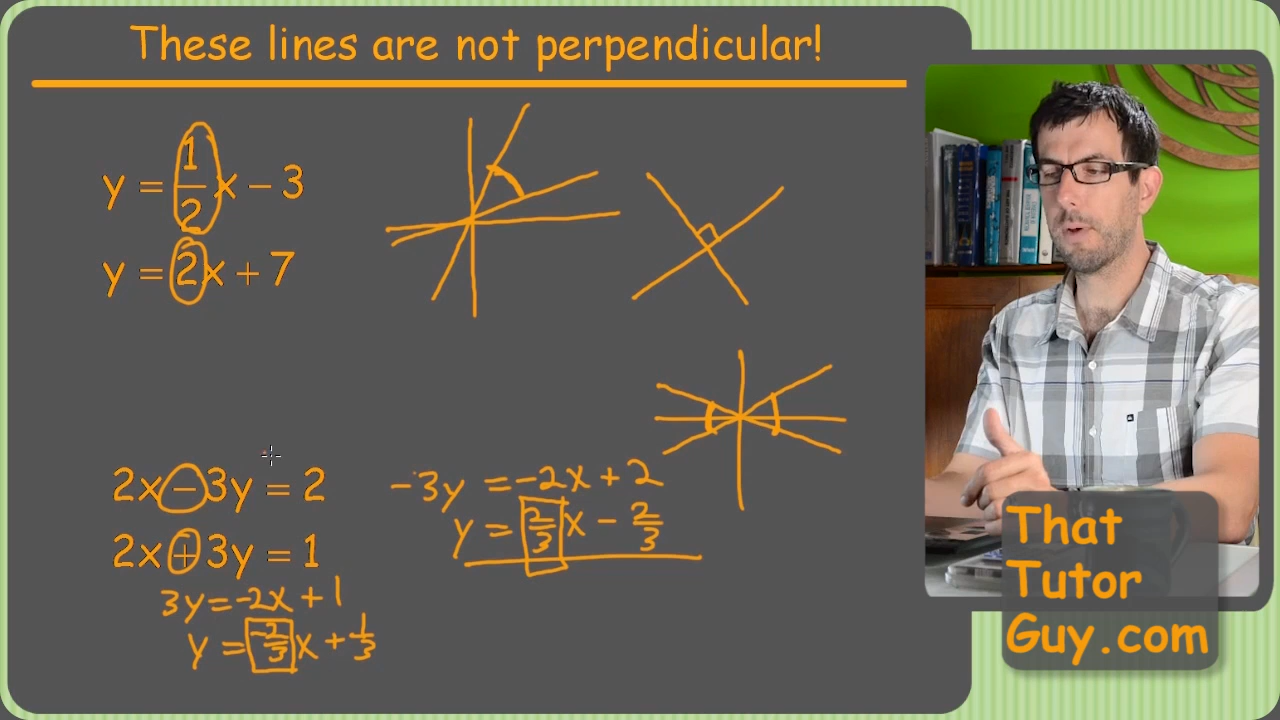 These lines are not perpendicular!
y = 1/2 x − 3
y = 2x + 7
2x − 3y = 2
2x + 3y = 1
3y = -2x + 1
y = -2/3 x + 1/3
-3y = -2x + 2
y = 2/3 x − 2/3
That
Tutor
Guy.com